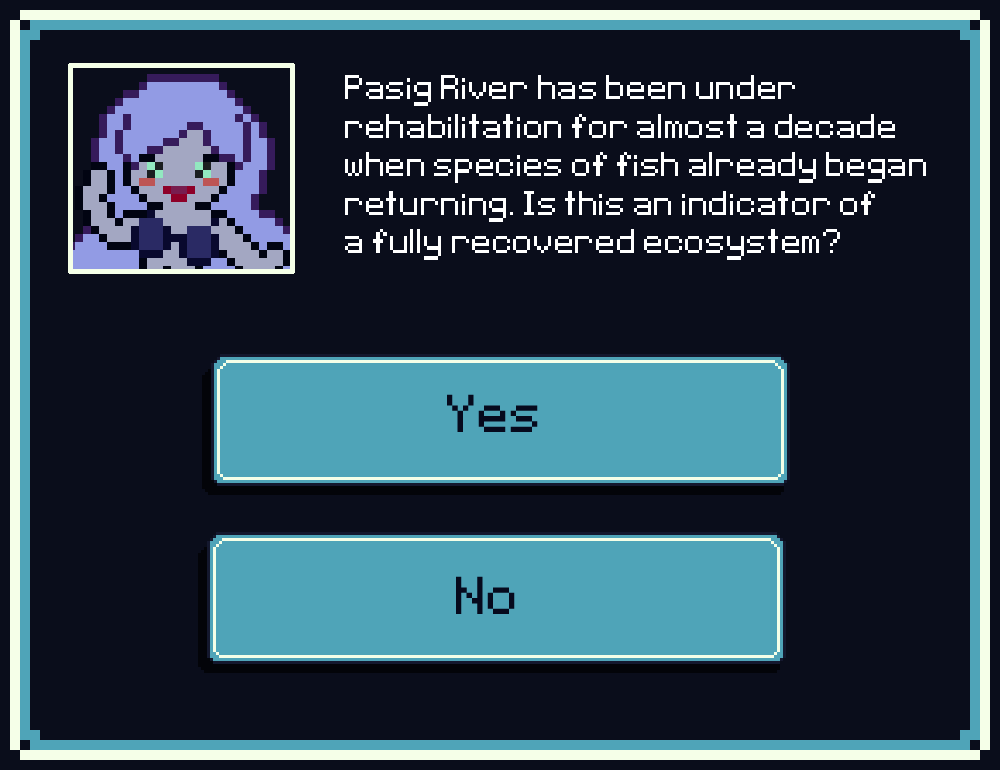 Pasig River has been under
rehabilitation for almost a decade
when species of fish already began
returning. Is this an indicator of
a fully recovered ecosystem?
Yes
No